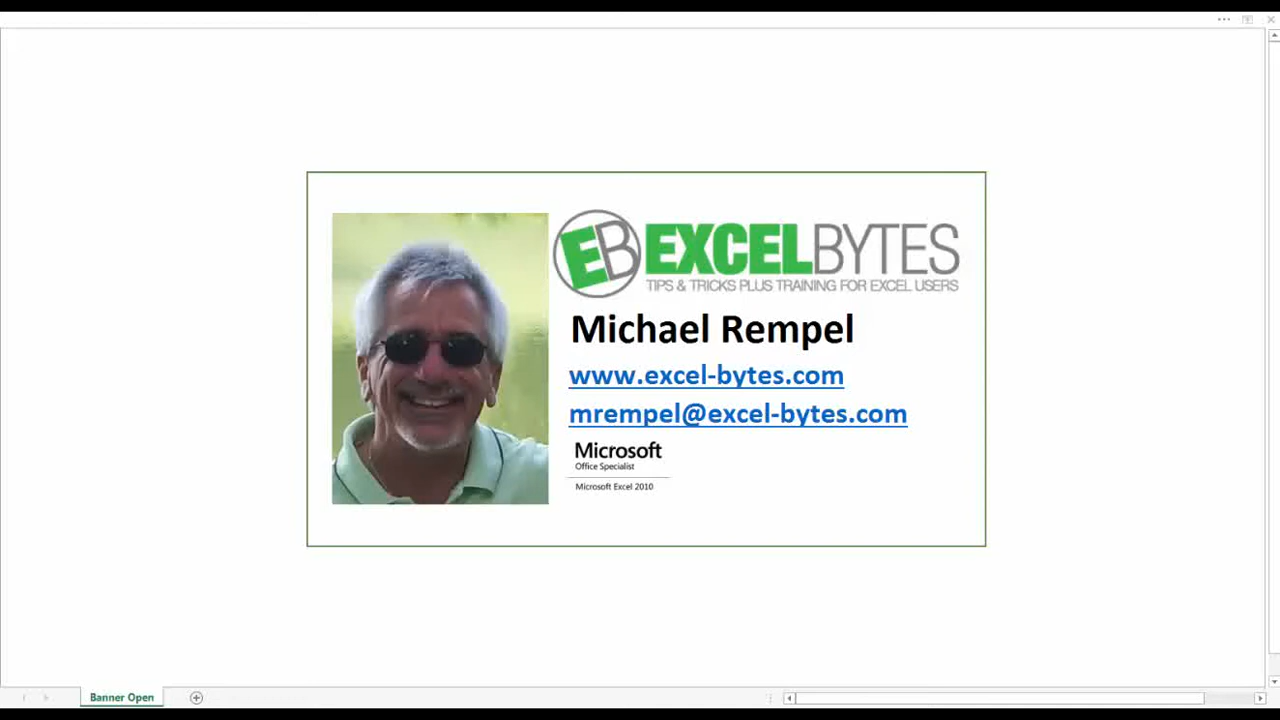 EB EXCELBYTES
TIPS & TRICKS PLUS TRAINING FOR EXCEL USERS
Michael Rempel
www.excel-bytes.com
mrempel@excel-bytes.com
Microsoft
Office Specialist
Microsoft Excel 2010
Banner Open